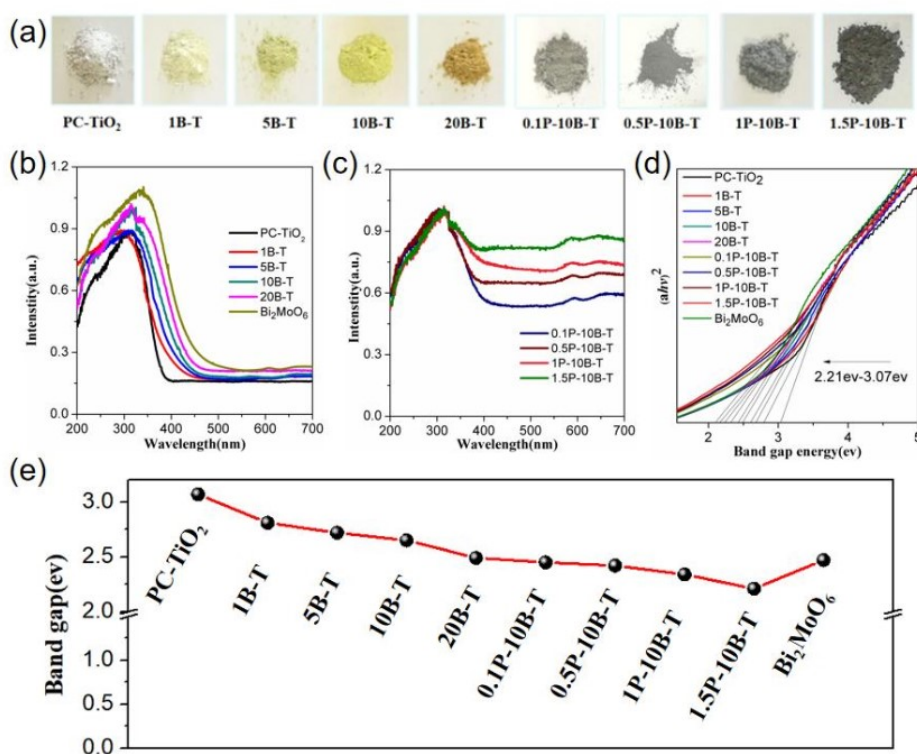 (a)
PC-TiO₂ 1B-T 5B-T 10B-T 20B-T 0.1P-10B-T 0.5P-10B-T 1P-10B-T 1.5P-10B-T
(b)
1.2
0.9
0.6
0.3
0.0
Intenstity(a.u.)
PC-TiO₂
1B-T
5B-T
10B-T
20B-T
Bi₂MoO₆
200 300 400 500 600 700
Wavelength(nm)
(c)
1.2
0.9
0.6
0.3
0.0
Intenstity(a.u.)
0.1P-10B-T
0.5P-10B-T
1P-10B-T
1.5P-10B-T
200 300 400 500 600 700
Wavelength(nm)
(d)
(ahν)²
PC-TiO₂
1B-T
5B-T
10B-T
20B-T
0.1P-10B-T
0.5P-10B-T
1P-10B-T
1.5P-10B-T
Bi₂MoO₆
2.21ev-3.07ev
2 3 4 5
Band gap energy(ev)
(e)
3.0
2.5
2.0
1.0
0.5
0.0
Band gap(ev)
PC-TiO₂
1B-T
5B-T
10B-T
20B-T
0.1P-10B-T
0.5P-10B-T
1P-10B-T
1.5P-10B-T
Bi₂MoO₆